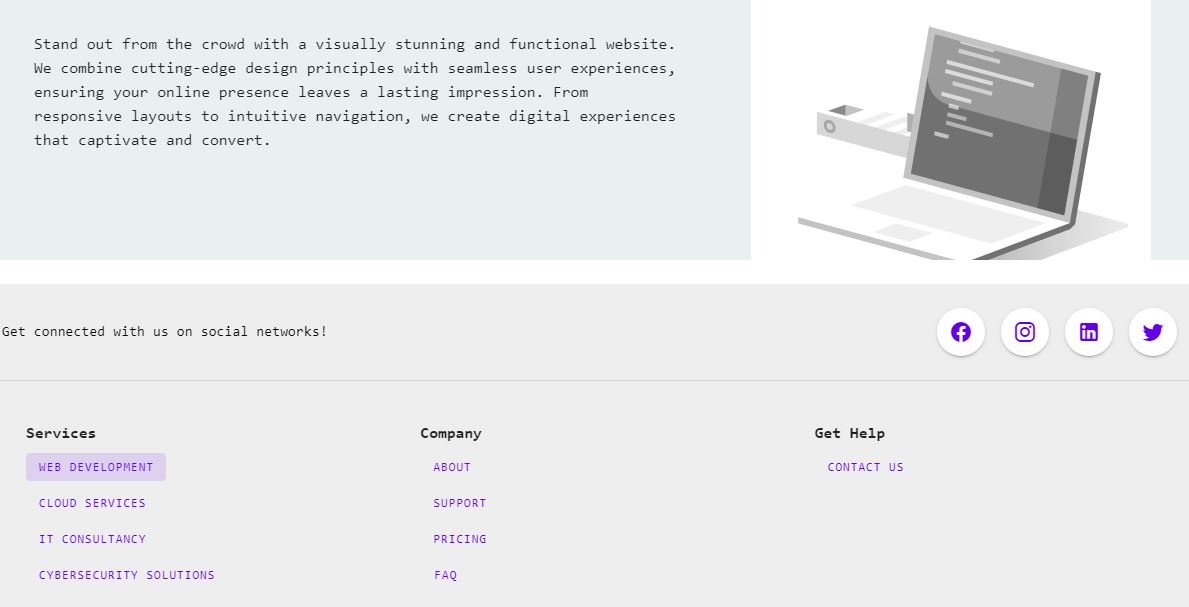 Stand out from the crowd with a visually stunning and functional website.
We combine cutting-edge design principles with seamless user experiences,
ensuring your online presence leaves a lasting impression. From
responsive layouts to intuitive navigation, we create digital experiences
that captivate and convert.
Get connected with us on social networks!
Services
WEB DEVELOPMENT
CLOUD SERVICES
IT CONSULTANCY
CYBERSECURITY SOLUTIONS
Company
ABOUT
SUPPORT
PRICING
FAQ
Get Help
CONTACT US